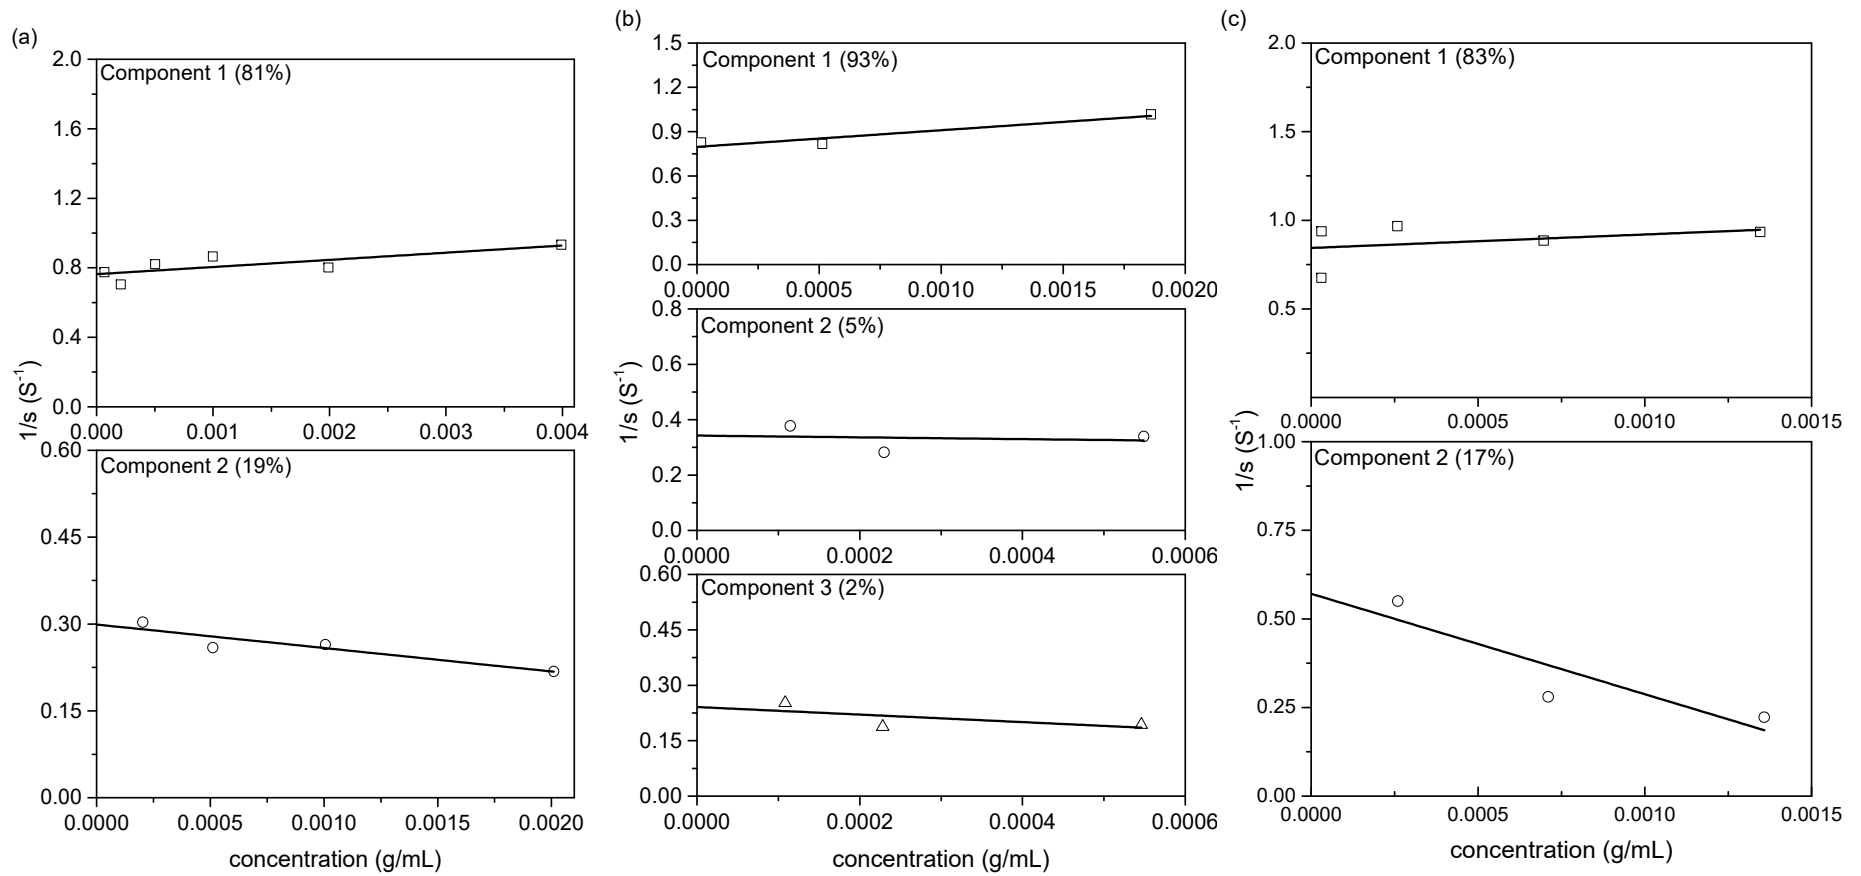 (a)
2.0
Component 1 (81%)
1.6
1.2
0.8
0.4
0.0
0.000 0.001 0.002 0.003 0.004
1/s (S⁻¹)
0.60
Component 2 (19%)
0.45
0.30
0.15
0.00
0.0000 0.0005 0.0010 0.0015 0.0020
concentration (g/mL)
(b)
1.5
Component 1 (93%)
1.2
0.9
0.6
0.3
0.0
0.0000 0.0005 0.0010 0.0015 0.0020
0.8
Component 2 (5%)
0.6
1/s (S⁻¹)
0.4
0.2
0.0
0.0000 0.0002 0.0004 0.0006
0.60
Component 3 (2%)
0.45
0.30
0.15
0.00
0.0000 0.0002 0.0004 0.0006
concentration (g/mL)
(c)
2.0
Component 1 (83%)
1.5
1.0
0.5
0.0000 0.0005 0.0010 0.0015
1/s (S⁻¹)
1.00
Component 2 (17%)
0.75
0.50
0.25
0.00
0.0000 0.0005 0.0010 0.0015
concentration (g/mL)